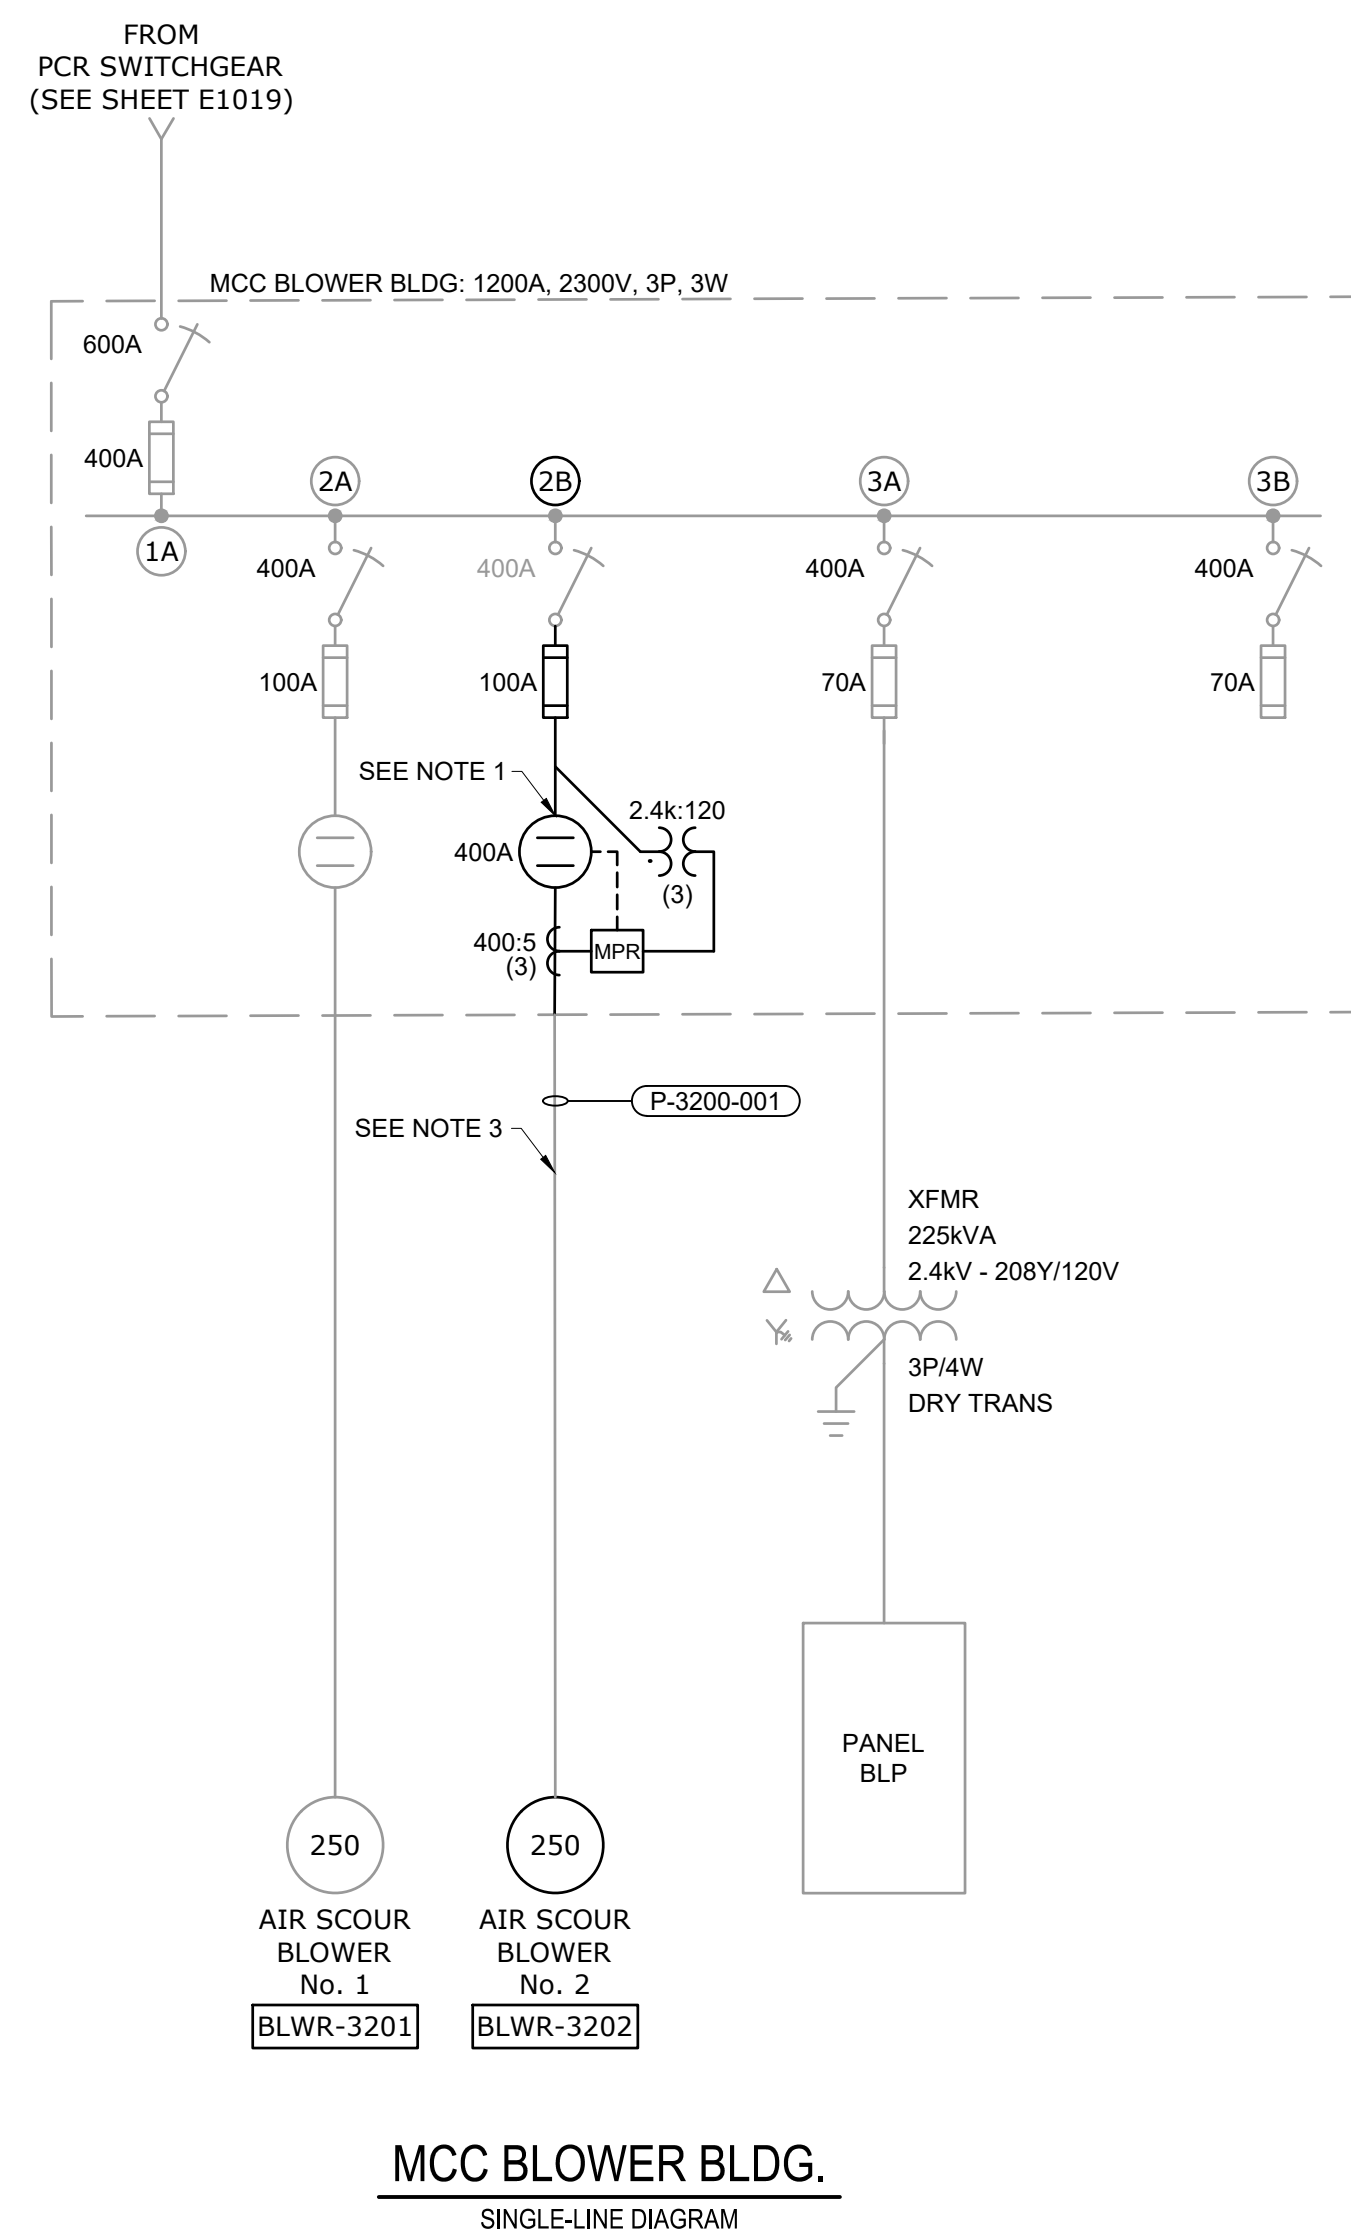 FROM
PCR SWITCHGEAR
(SEE SHEET E1019)
MCC BLOWER BLDG: 1200A, 2300V, 3P, 3W
600A
400A
1A
2A
2B
3A
3B
400A
400A
400A
400A
100A
100A
70A
70A
SEE NOTE 1
2.4k:120
400A
(3)
400:5
(3)
MPR
P-3200-001
SEE NOTE 3
XFMR
225kVA
2.4kV - 208Y/120V
3P/4W
DRY TRANS
PANEL
BLP
250
AIR SCOUR
BLOWER
No. 1
BLWR-3201
250
AIR SCOUR
BLOWER
No. 2
BLWR-3202
MCC BLOWER BLDG.
SINGLE-LINE DIAGRAM